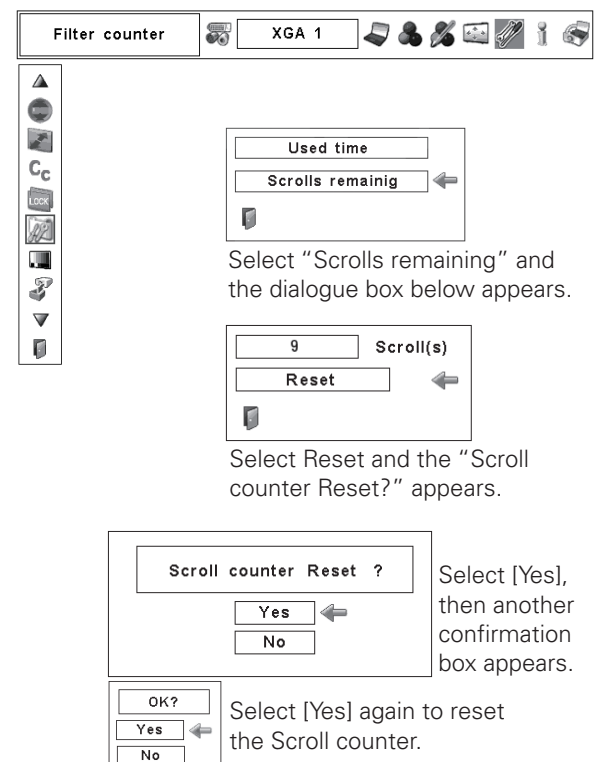 Filter counter XGA 1
Cc
LOCK
Used time
Scrolls remainig
Select “Scrolls remaining” and
the dialogue box below appears.
9 Scroll(s)
Reset
Select Reset and the “Scroll
counter Reset?” appears.
Scroll counter Reset ?
Yes
No
Select [Yes],
then another
confirmation
box appears.
OK?
Yes
No
Select [Yes] again to reset
the Scroll counter.